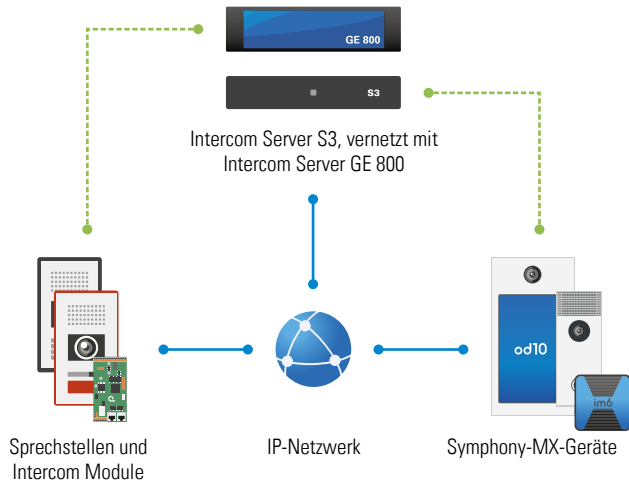 GE 800
S3
Intercom Server S3, vernetzt mit
Intercom Server GE 800
od10
im6
Sprechstellen und
Intercom Module
IP-Netzwerk
Symphony-MX-Geräte